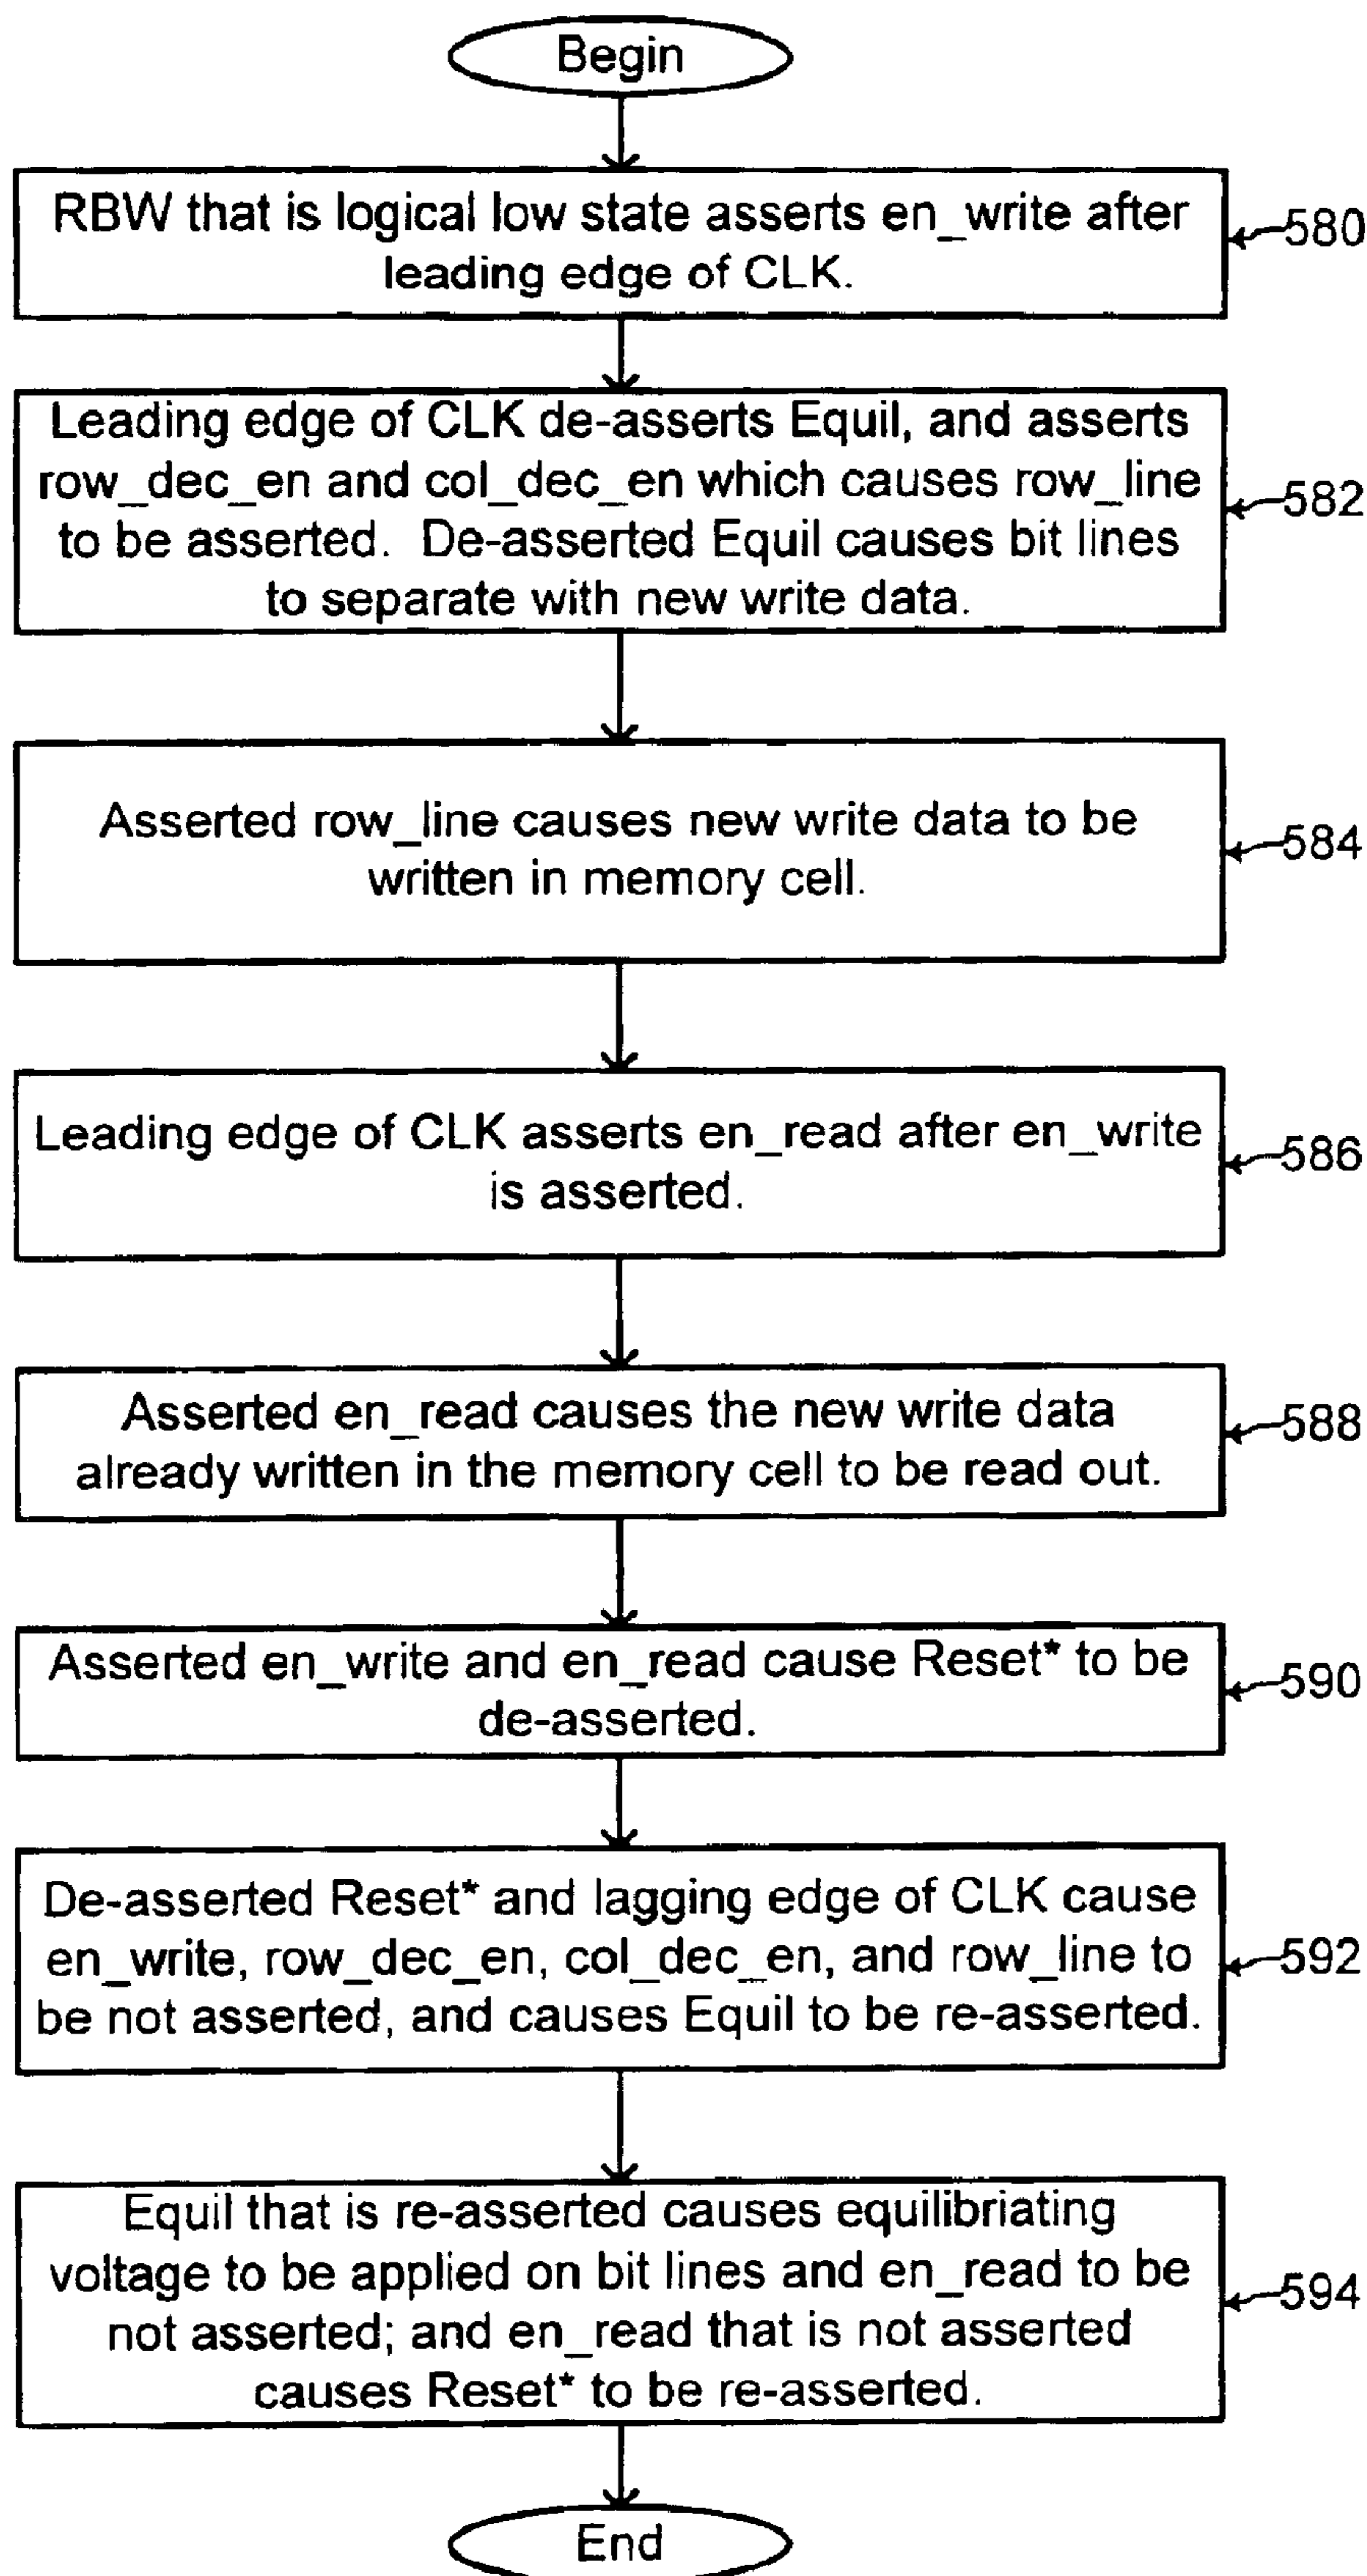 Begin
RBW that is logical low state asserts en_write after
leading edge of CLK.
580
Leading edge of CLK de-asserts Equil, and asserts
row_dec_en and col_dec_en which causes row_line
to be asserted. De-asserted Equil causes bit lines
to separate with new write data.
582
Asserted row_line causes new write data to be
written in memory cell.
584
Leading edge of CLK asserts en_read after en_write
is asserted.
586
Asserted en_read causes the new write data
already written in the memory cell to be read out.
588
Asserted en_write and en_read cause Reset* to be
de-asserted.
590
De-asserted Reset* and lagging edge of CLK cause
en_write, row_dec_en, col_dec_en, and row_line to
be not asserted, and causes Equil to be re-asserted.
592
Equil that is re-asserted causes equilibriating
voltage to be applied on bit lines and en_read to be
not asserted; and en_read that is not asserted
causes Reset* to be re-asserted.
594
End